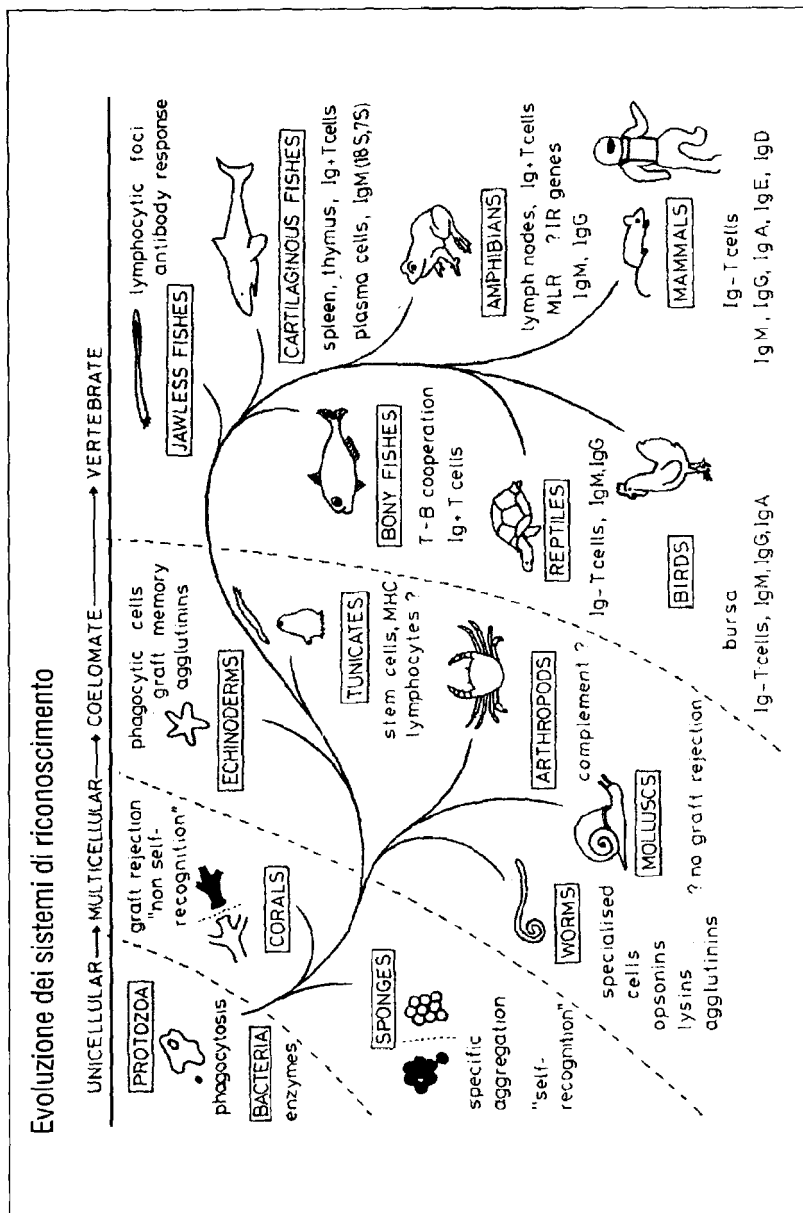 Evoluzione dei sistemi di riconoscimento
UNICELLULAR → MULTICELLULAR → COELOMATE → VERTEBRATE
PROTOZOA
phagocytosis
BACTERIA
enzymes
graft rejection
"non self-
recognition"
CORALS
SPONGES
specific
aggregation
"self-
recognition"
phagocytic cells
graft memory
agglutinins
ECHINODERMS
TUNICATES
stem cells, MHC
lymphocytes ?
ARTHROPODS
complement ?
WORMS
specialised
cells
opsonins
lysins
agglutinins
MOLLUSCS
? no graft rejection
JAWLESS FISHES
lymphocytic foci
antibody response
CARTILAGINOUS FISHES
spleen, thymus, Ig+Tcells
plasma cells, IgM (18S,7S)
BONY FISHES
T-B cooperation
Ig+ T cells
AMPHIBIANS
lymph nodes, Ig+Tcells
MLR ?IR genes
IgM, IgG
REPTILES
Ig-Tcells, IgM, IgG
BIRDS
bursa
Ig-Tcells, IgM, IgG, IgA
MAMMALS
Ig-Tcells
IgM, IgG, IgA, IgE, IgD